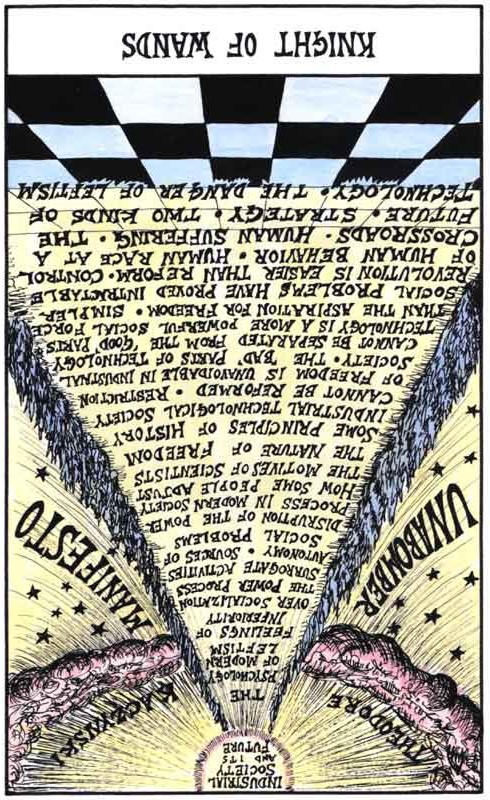 INDUSTRIAL
SOCIETY
AND ITS
FUTURE
THEODORE
KACZYNSKI
UNABOMBER
MANIFESTO
THE
PSYCHOLOGY
OF MODERN
LEFTISM
FEELINGS OF
INFERIORITY
OVER SOCIALIZATION
THE POWER PROCESS
SURROGATE ACTIVITIES
AUTONOMY • SOURCES OF
SOCIAL PROBLEMS
DISRUPTION OF THE POWER
PROCESS IN MODERN SOCIETY
HOW SOME PEOPLE ADJUST
THE MOTIVES OF SCIENTISTS
THE NATURE OF FREEDOM
SOME PRINCIPLES OF HISTORY
INDUSTRIAL TECHNOLOGICAL SOCIETY
CANNOT BE REFORMED • RESTRICTION
OF FREEDOM IS UNAVOIDABLE IN INDUSTRIAL
SOCIETY • THE "BAD" PARTS OF TECHNOLOGY
CANNOT BE SEPARATED FROM THE "GOOD" PARTS
TECHNOLOGY IS A MORE POWERFUL SOCIAL FORCE
THAN THE ASPIRATION FOR FREEDOM • SIMPLER
SOCIAL PROBLEMS HAVE PROVED INTRACTABLE
REVOLUTION IS EASIER THAN REFORM • CONTROL
OF HUMAN BEHAVIOR • HUMAN RACE AT A
CROSSROADS • HUMAN SUFFERING • THE
FUTURE • STRATEGY • TWO KINDS OF
TECHNOLOGY • THE DANGER OF LEFTISM
KNIGHT OF WANDS